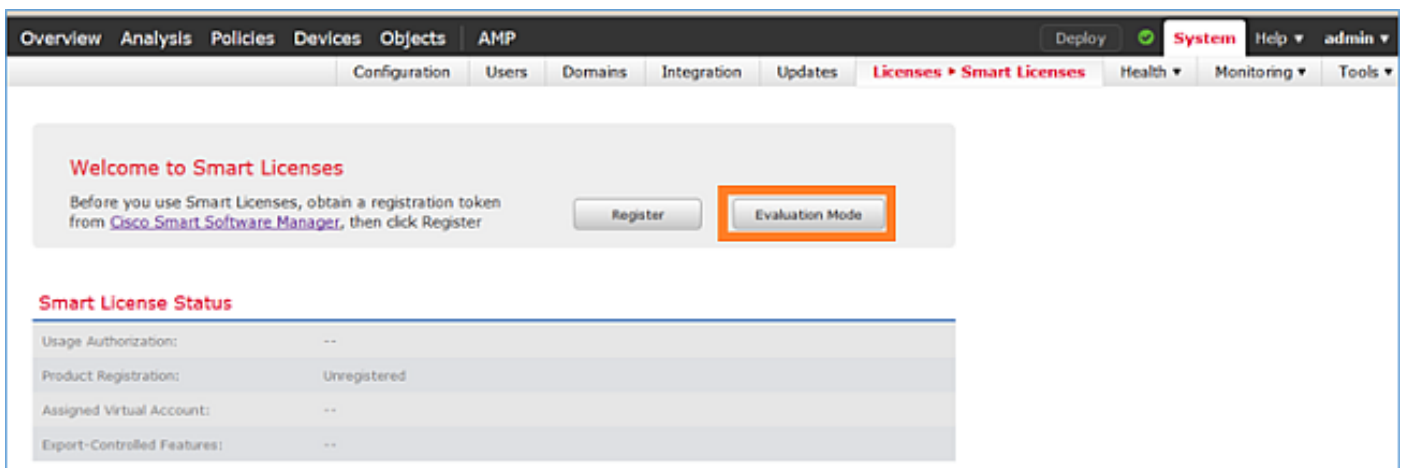 Overview Analysis Policies Devices Objects AMP Deploy System Help ▾ admin ▾
Configuration Users Domains Integration Updates Licenses ▸ Smart Licenses Health ▾ Monitoring ▾ Tools ▾
Welcome to Smart Licenses
Before you use Smart Licenses, obtain a registration token
from Cisco Smart Software Manager, then click Register
Register Evaluation Mode
Smart License Status
Usage Authorization: --
Product Registration: Unregistered
Assigned Virtual Account: --
Export-Controlled Features: --